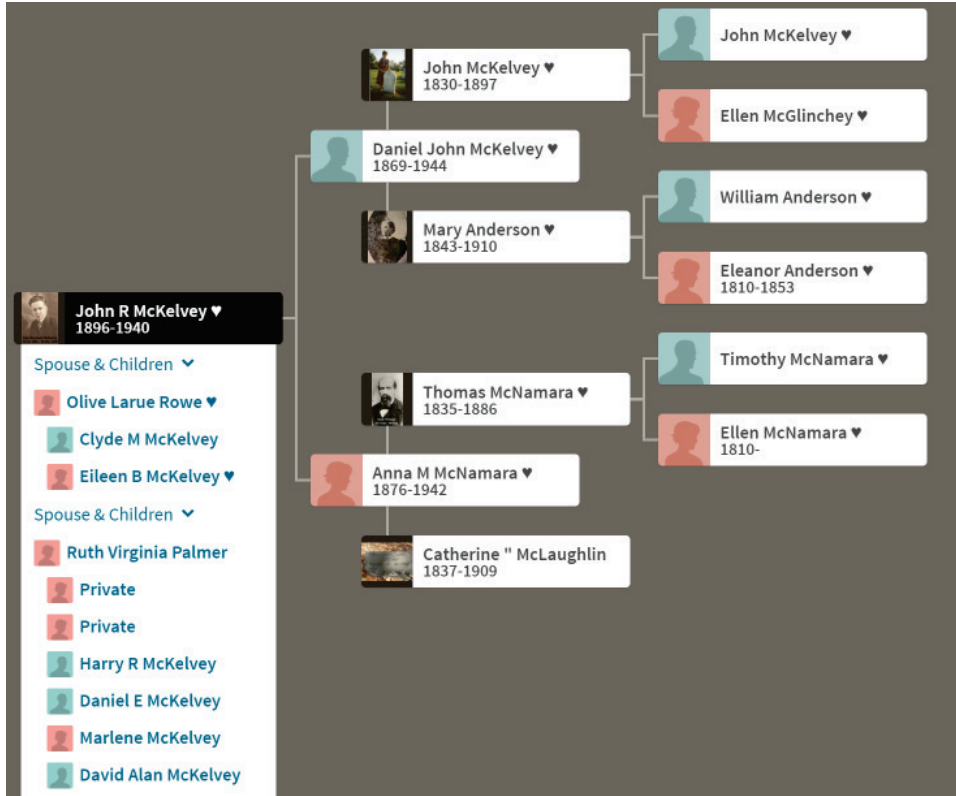 John McKelvey ♥
John McKelvey ♥
1830-1897
Ellen McGlinchey ♥
Daniel John McKelvey ♥
1869-1944
William Anderson ♥
Mary Anderson ♥
1843-1910
Eleanor Anderson ♥
1810-1853
John R McKelvey ♥
1896-1940
Spouse & Children
Olive Larue Rowe ♥
Clyde M McKelvey
Eileen B McKelvey ♥
Spouse & Children
Ruth Virginia Palmer
Private
Private
Harry R McKelvey
Daniel E McKelvey
Marlene McKelvey
David Alan McKelvey
Timothy McNamara ♥
Thomas McNamara ♥
1835-1886
Ellen McNamara ♥
1810-
Anna M McNamara ♥
1876-1942
Catherine " McLaughlin
1837-1909